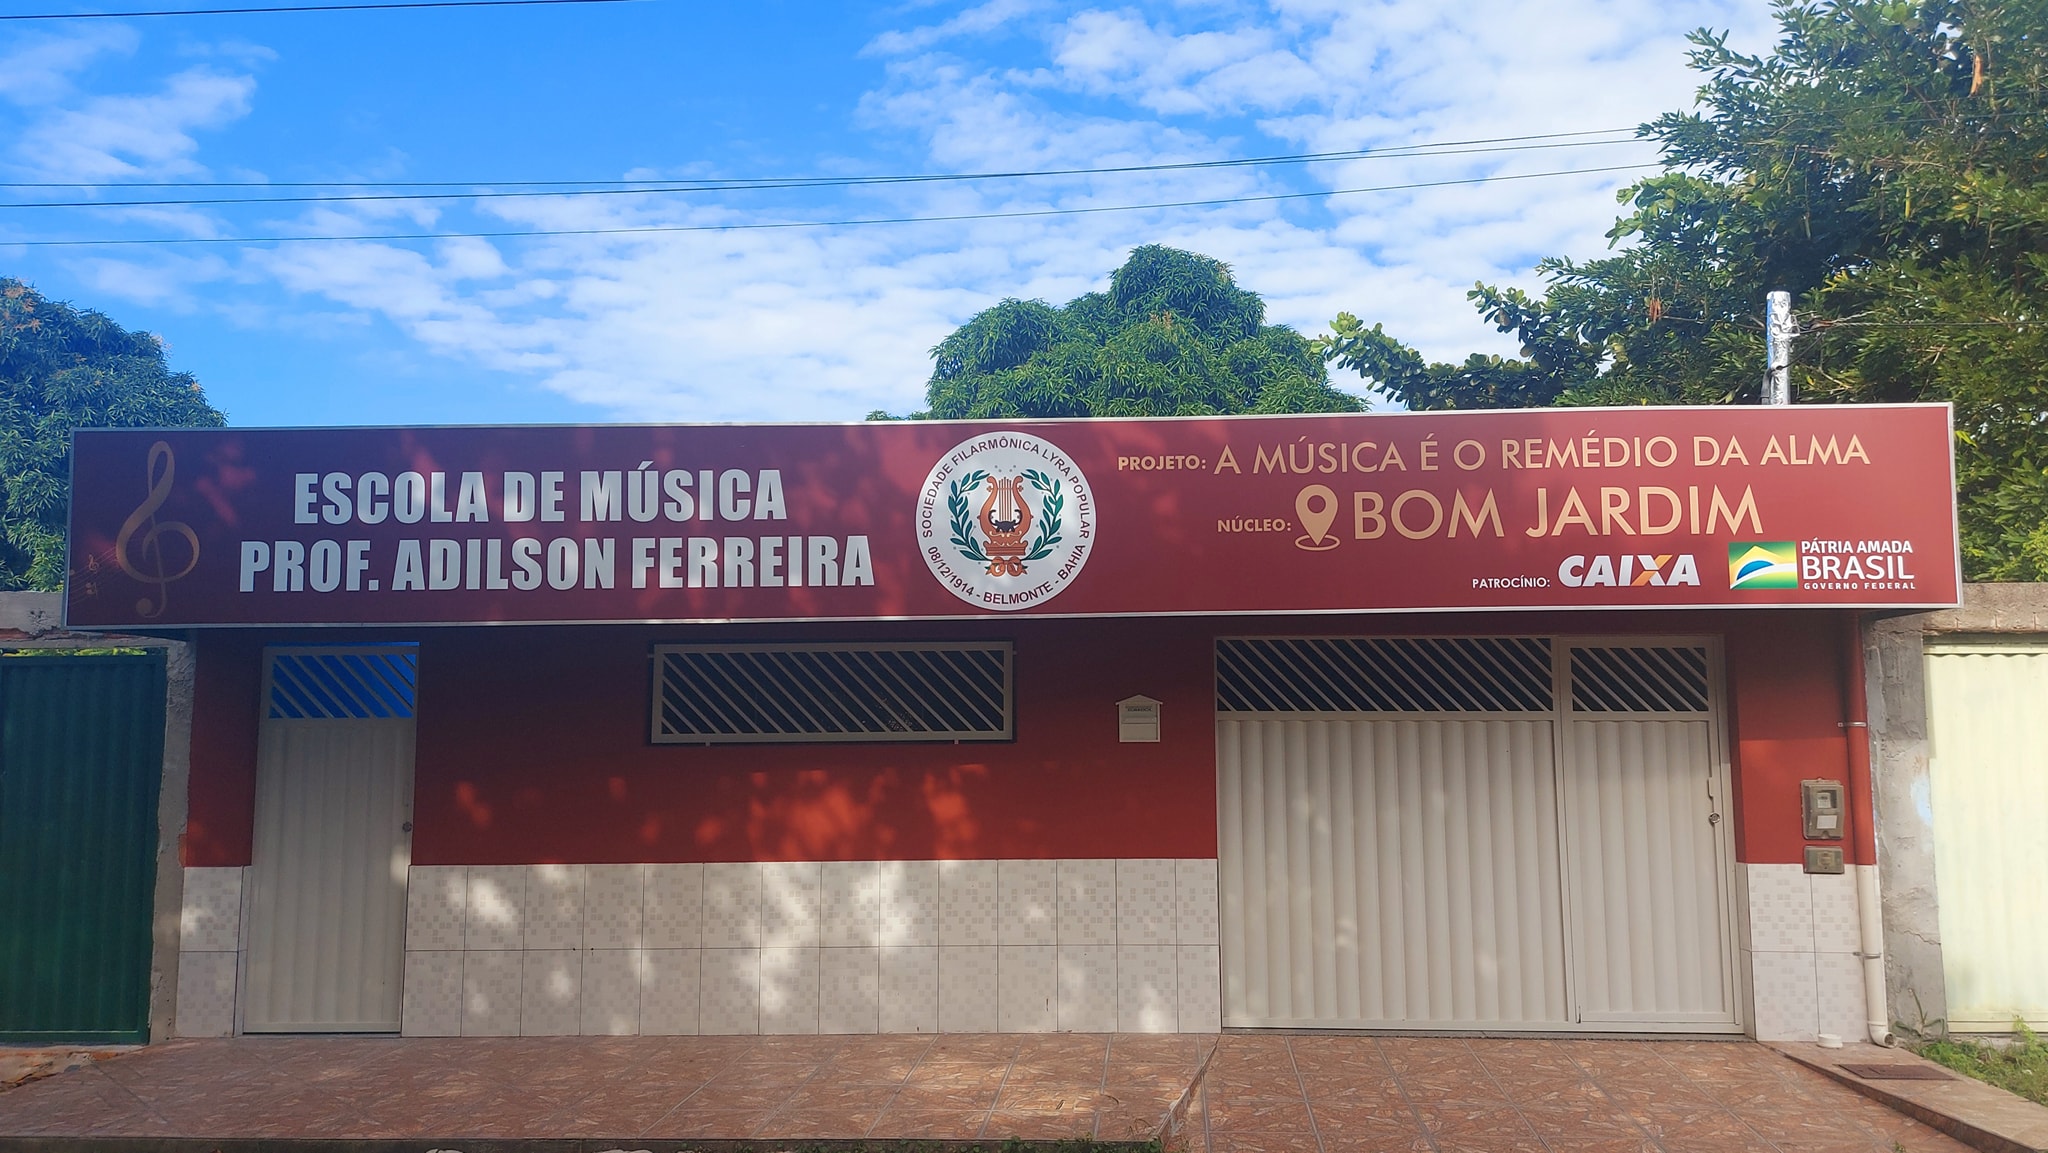 ESCOLA DE MÚSICA
PROF. ADILSON FERREIRA
SOCIEDADE FILARMÔNICA LYRA POPULAR
08/12/1914 - BELMONTE - BAHIA
PROJETO: A MÚSICA É O REMÉDIO DA ALMA
NÚCLEO: BOM JARDIM
PATROCÍNIO: CAIXA
PÁTRIA AMADA
BRASIL
GOVERNO FEDERAL